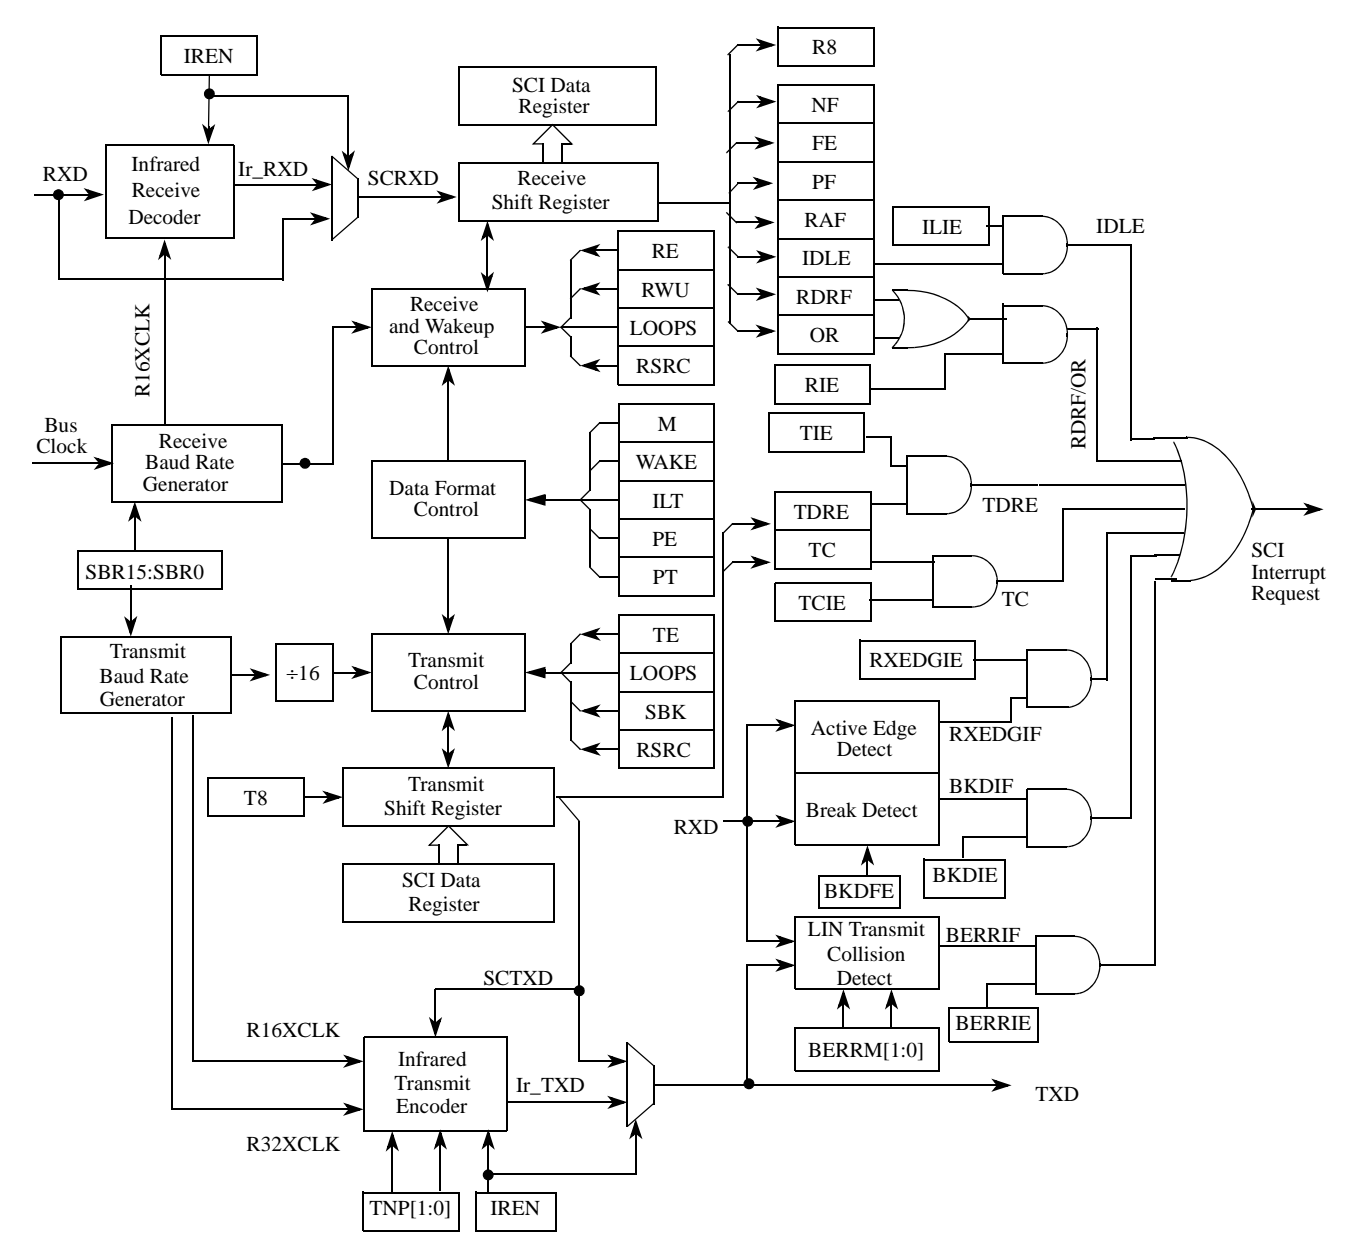 IREN
SCI Data
Register
R8
NF
FE
PF
RAF
IDLE
RDRF
OR
RXD
Infrared
Receive
Decoder
Ir_RXD
SCRXD
Receive
Shift Register
ILIE
IDLE
RE
RWU
LOOPS
RSRC
R16XCLK
Receive
and Wakeup
Control
RIE
RDRF/OR
Bus
Clock
Receive
Baud Rate
Generator
M
WAKE
ILT
PE
PT
Data Format
Control
TIE
TDRE
TC
TCIE
TDRE
TC
SCI
Interrupt
Request
SBR15:SBR0
Transmit
Baud Rate
Generator
÷16
Transmit
Control
TE
LOOPS
SBK
RSRC
RXEDGIE
Active Edge
Detect
RXEDGIF
T8
Transmit
Shift Register
RXD
Break Detect
BKDIF
BKDIE
BKDFE
SCI Data
Register
LIN Transmit
Collision
Detect
BERRIF
BERRIE
BERRM[1:0]
SCTXD
R16XCLK
Infrared
Transmit
Encoder
Ir_TXD
TXD
R32XCLK
TNP[1:0]
IREN